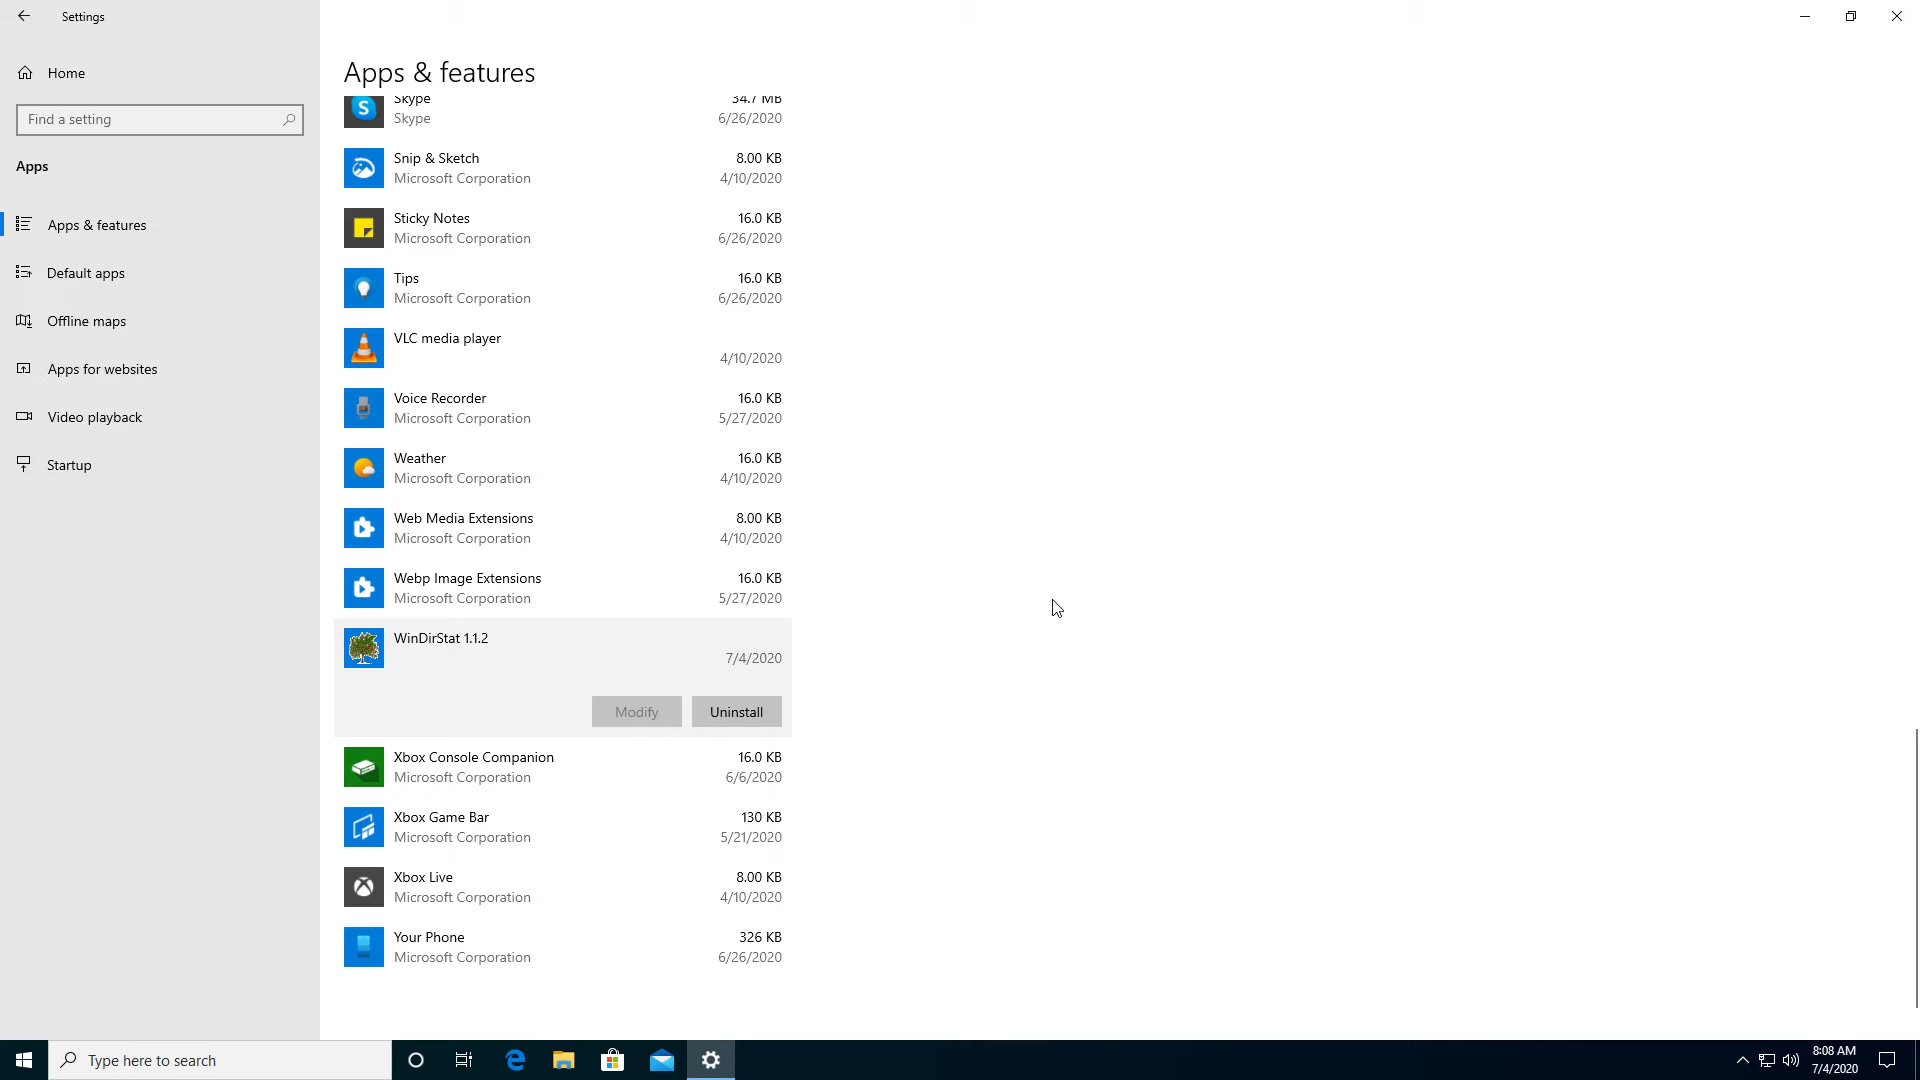 Settings
Home
Find a setting
Apps
Apps & features
Default apps
Offline maps
Apps for websites
Video playback
Startup
Apps & features
Skype 34.7 MB
Skype 6/26/2020
Snip & Sketch 8.00 KB
Microsoft Corporation 4/10/2020
Sticky Notes 16.0 KB
Microsoft Corporation 6/26/2020
Tips 16.0 KB
Microsoft Corporation 6/26/2020
VLC media player
4/10/2020
Voice Recorder 16.0 KB
Microsoft Corporation 5/27/2020
Weather 16.0 KB
Microsoft Corporation 4/10/2020
Web Media Extensions 8.00 KB
Microsoft Corporation 4/10/2020
Webp Image Extensions 16.0 KB
Microsoft Corporation 5/27/2020
WinDirStat 1.1.2
7/4/2020
Modify Uninstall
Xbox Console Companion 16.0 KB
Microsoft Corporation 6/6/2020
Xbox Game Bar 130 KB
Microsoft Corporation 5/21/2020
Xbox Live 8.00 KB
Microsoft Corporation 4/10/2020
Your Phone 326 KB
Microsoft Corporation 6/26/2020
Type here to search
8:08 AM
7/4/2020